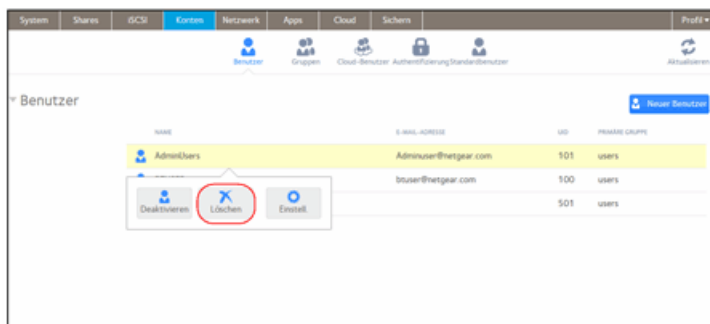 System Shares iSCSI Konten Netzwerk Apps Cloud Sichern Profil
Benutzer Gruppen Cloud-Benutzer Authentifizierung Standardbenutzer Aktualisieren
Benutzer
Neuer Benutzer
NAME E-MAIL-ADRESSE UID PRIMÄRE GRUPPE
AdminUsers Adminuser@netgear.com 501 users
btuser@netgear.com 100 users
501 users
Deaktivieren Löschen Einstell.